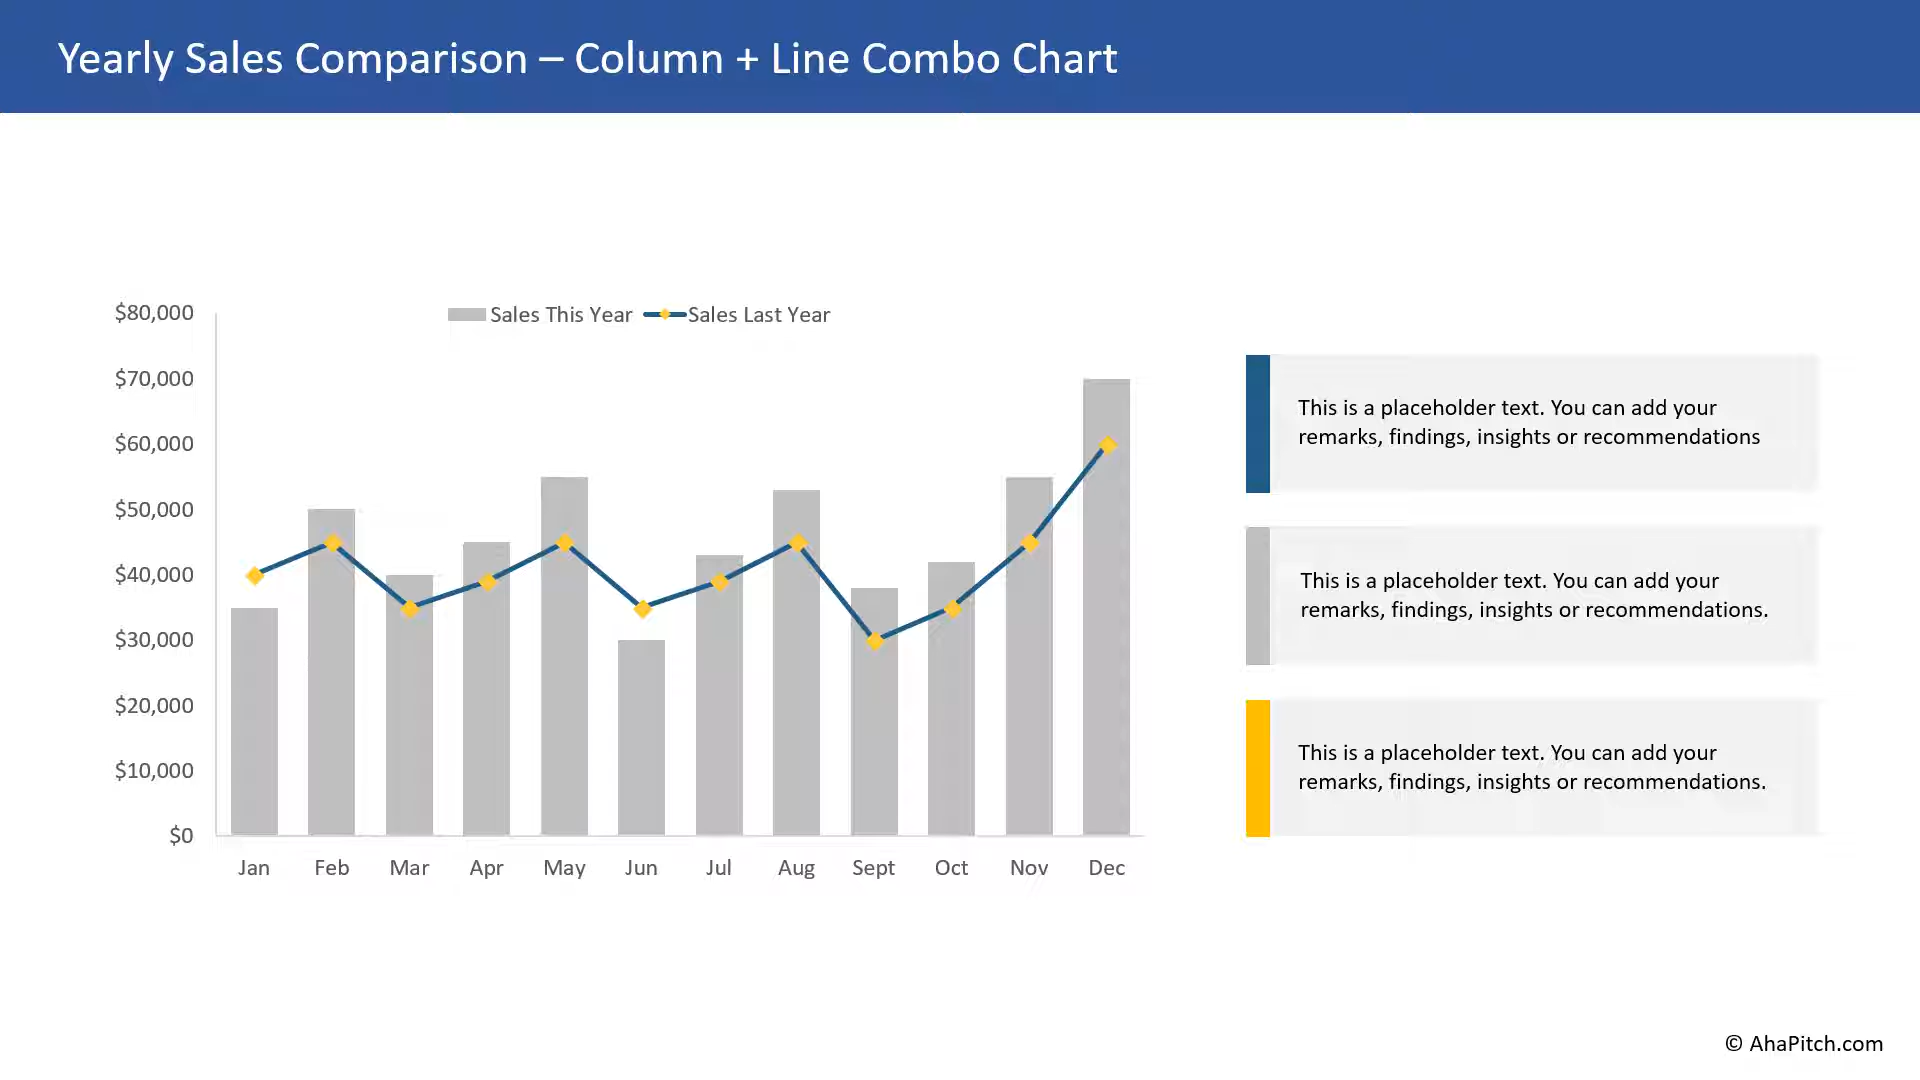 Yearly Sales Comparison – Column + Line Combo Chart
Sales This Year
Sales Last Year
$80,000
$70,000
$60,000
$50,000
$40,000
$30,000
$20,000
$10,000
$0
Jan Feb Mar Apr May Jun Jul Aug Sept Oct Nov Dec
This is a placeholder text. You can add your
remarks, findings, insights or recommendations
This is a placeholder text. You can add your
remarks, findings, insights or recommendations.
This is a placeholder text. You can add your
remarks, findings, insights or recommendations.
© AhaPitch.com